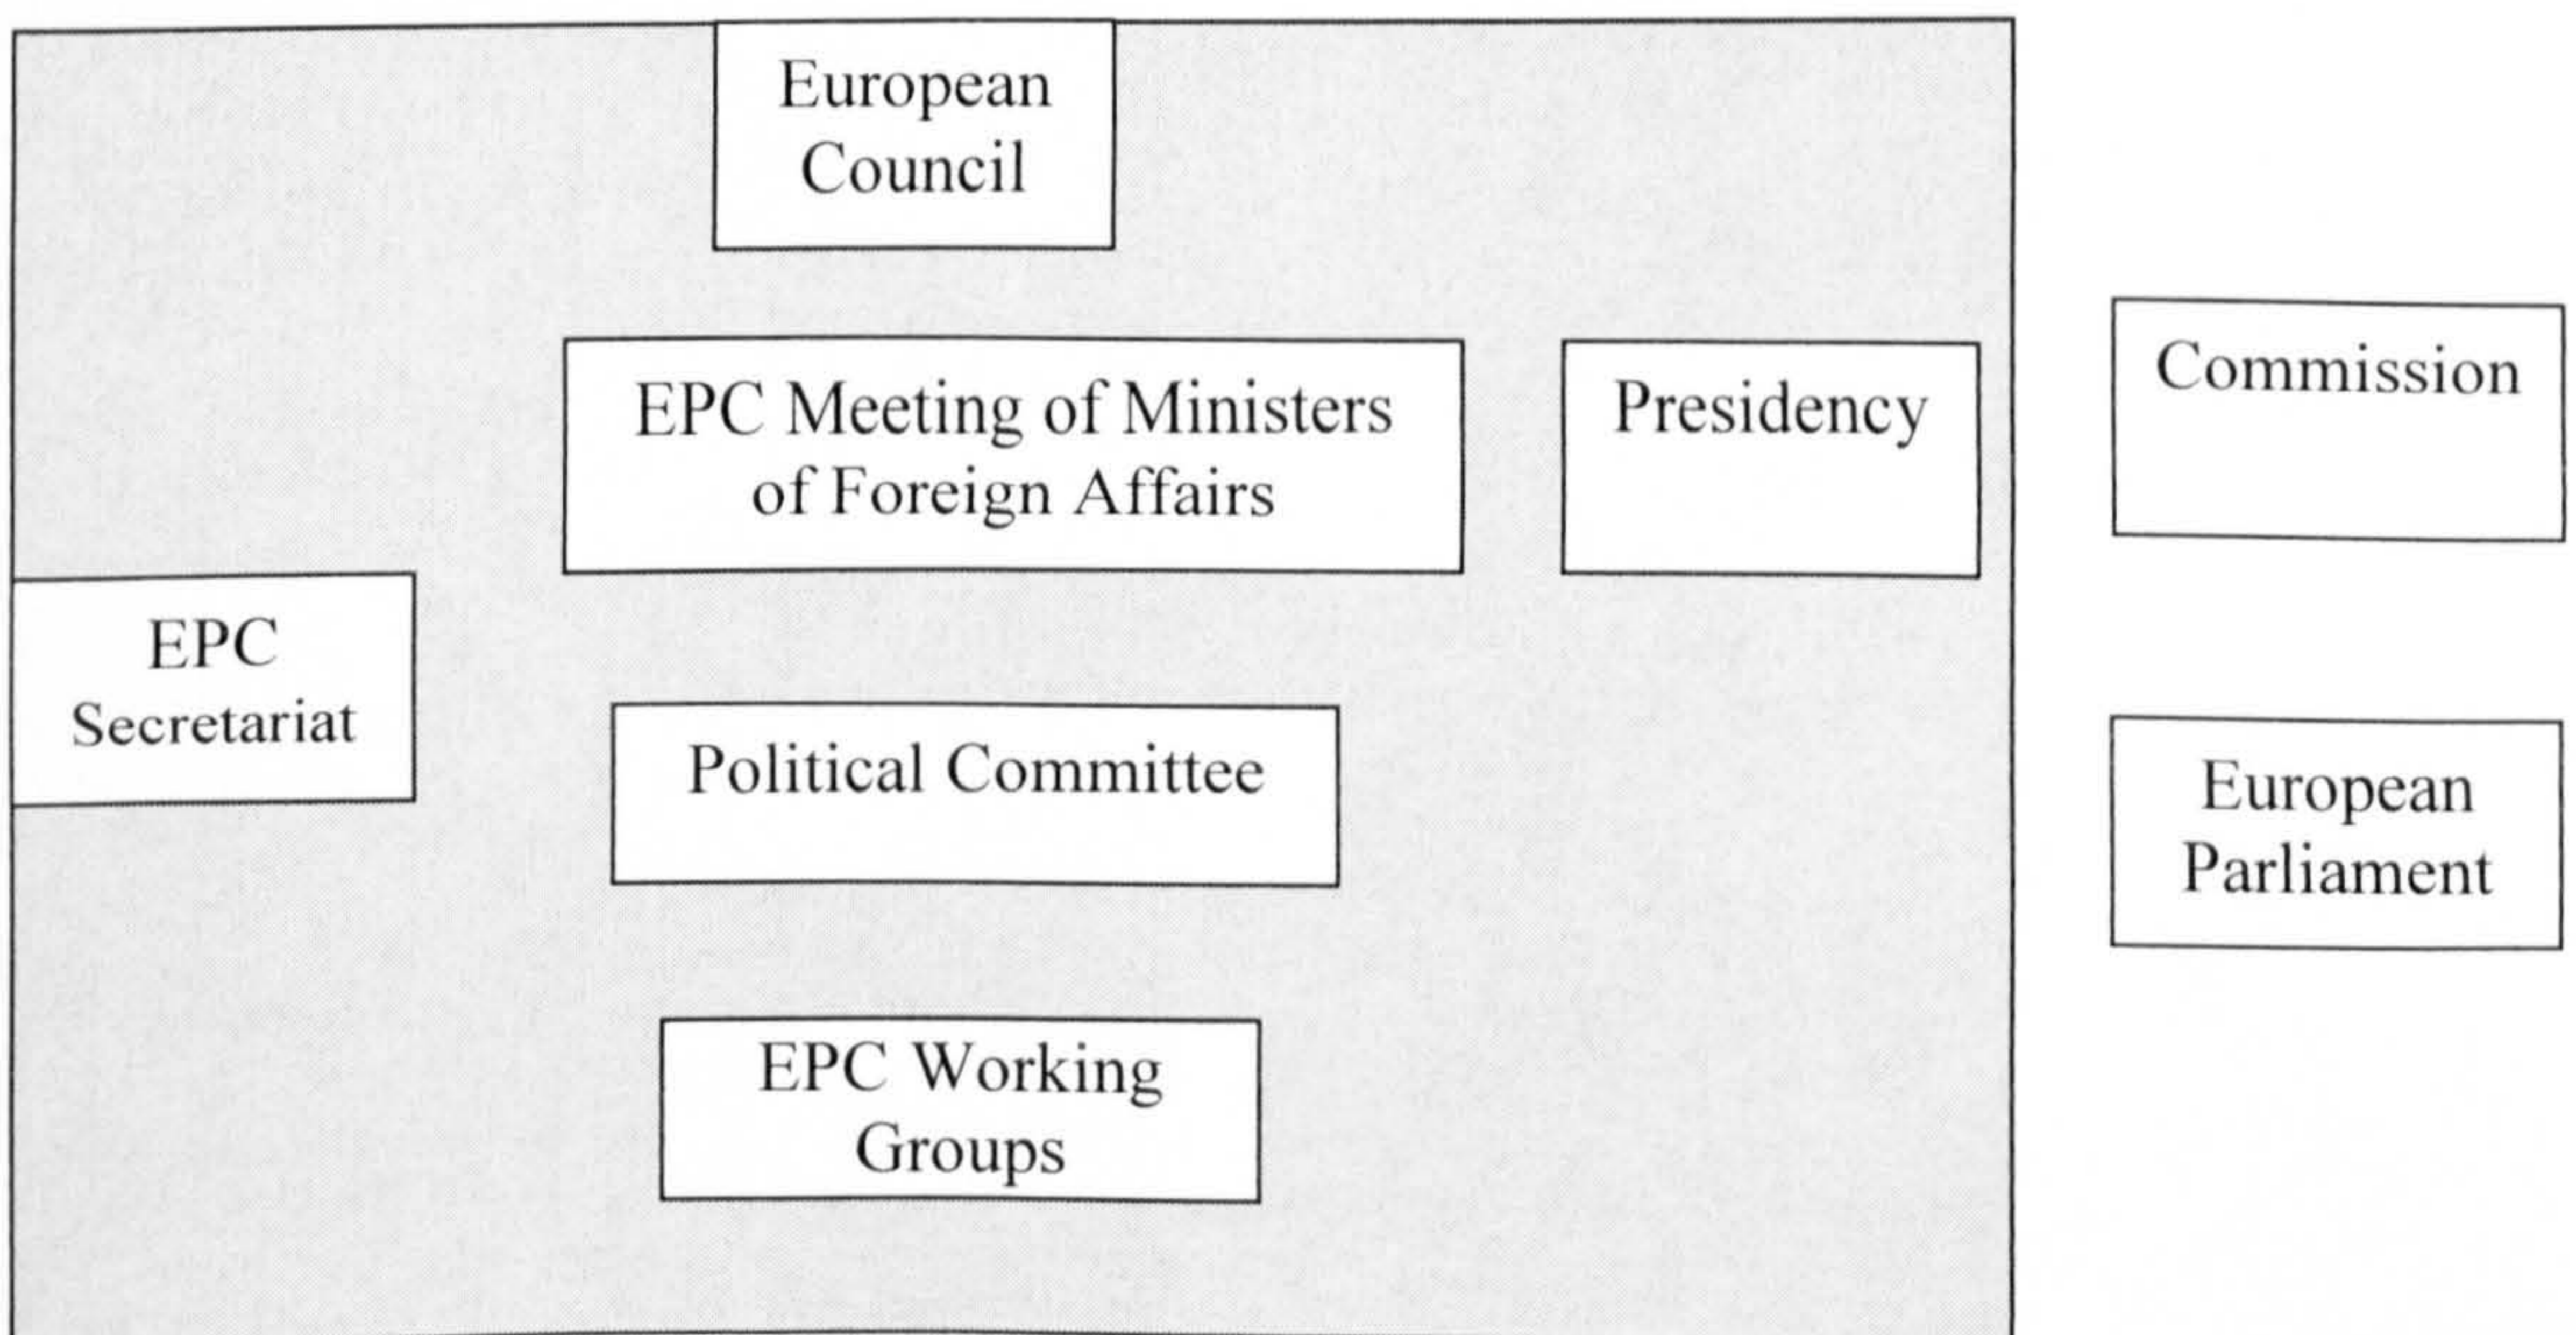 European
Council
EPC Meeting of Ministers
of Foreign Affairs
Presidency
Commission
EPC
Secretariat
Political Committee
European
Parliament
EPC Working
Groups